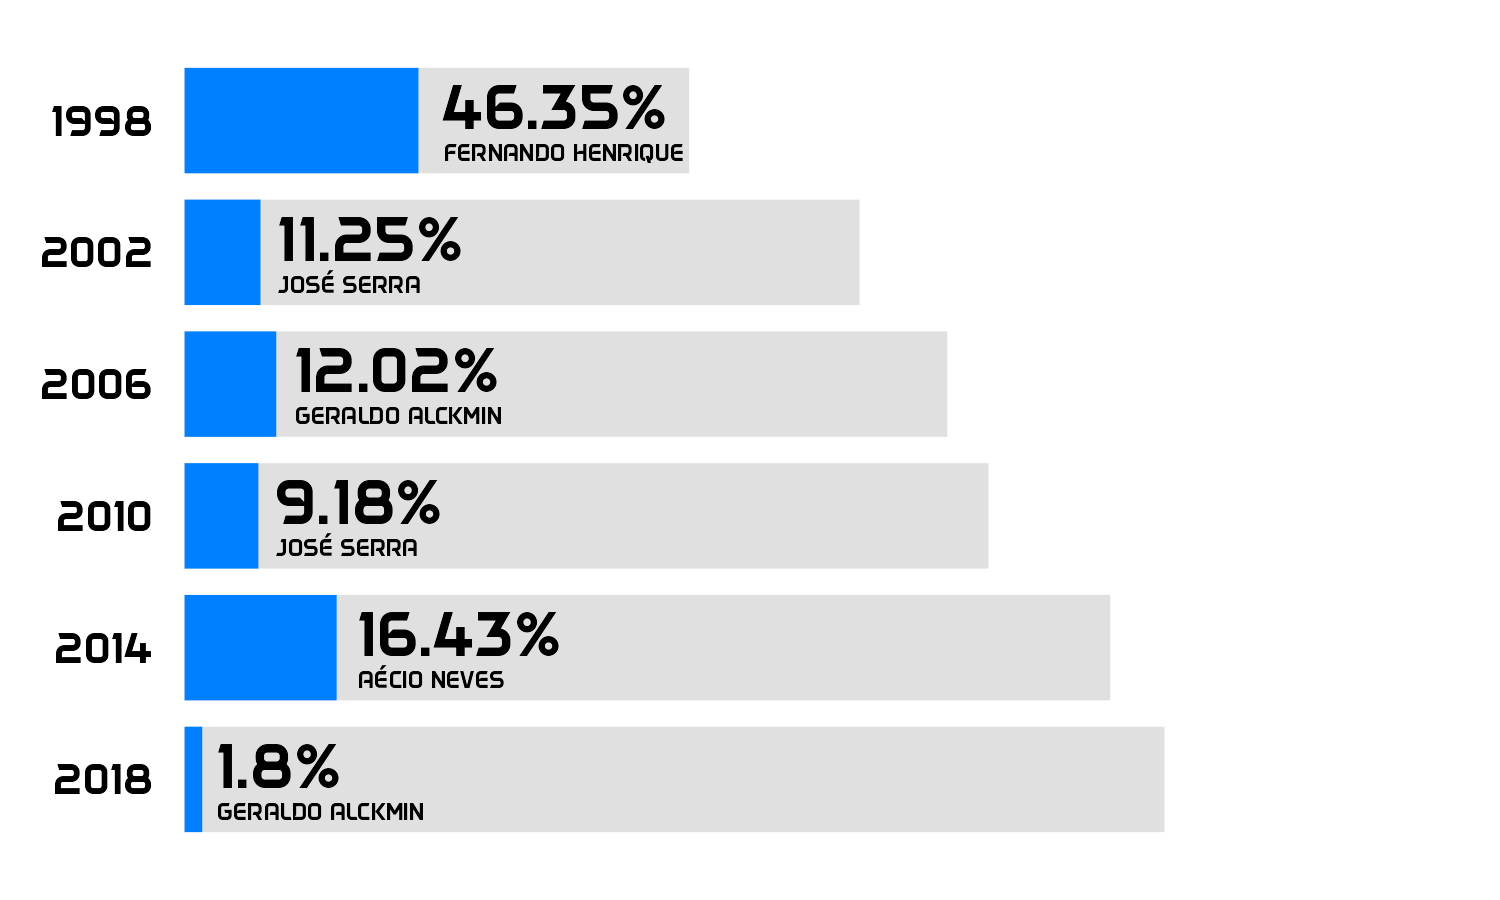 1998
46.35%
FERNANDO HENRIQUE
2002
11.25%
JOSÉ SERRA
2006
12.02%
GERALDO ALCKMIN
2010
9.18%
JOSÉ SERRA
2014
16.43%
AÉCIO NEVES
2018
1.8%
GERALDO ALCKMIN